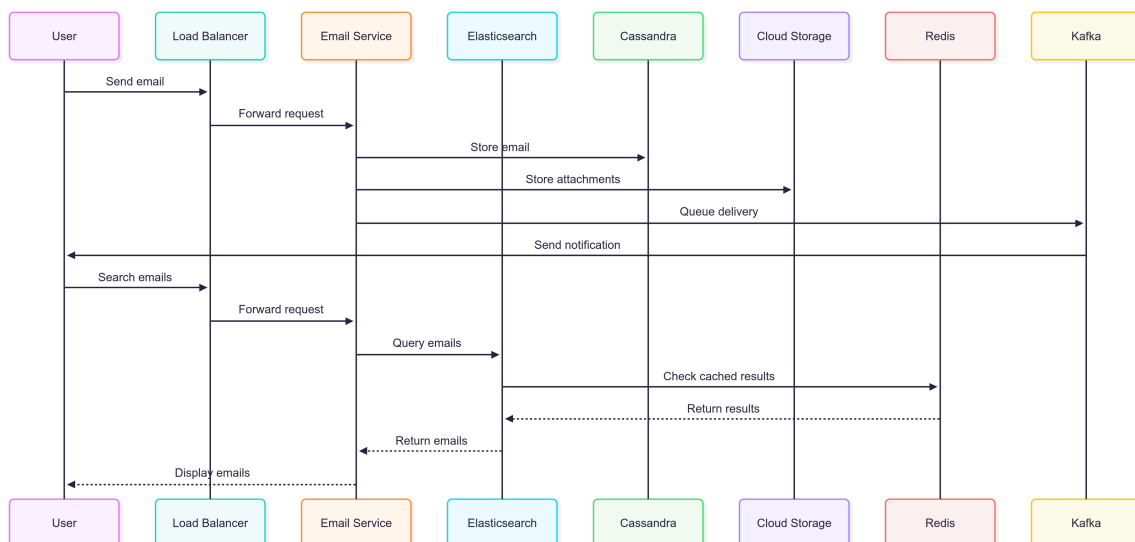 User
Load Balancer
Email Service
Elasticsearch
Cassandra
Cloud Storage
Redis
Kafka
Send email
Forward request
Store email
Store attachments
Queue delivery
Send notification
Search emails
Forward request
Query emails
Check cached results
Return results
Return emails
Display emails
User
Load Balancer
Email Service
Elasticsearch
Cassandra
Cloud Storage
Redis
Kafka